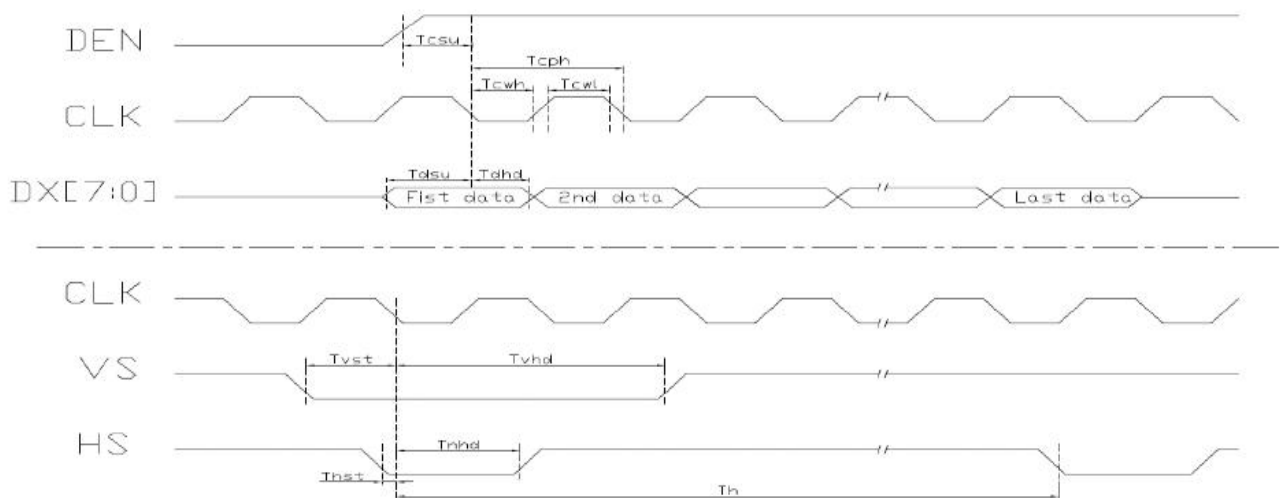 DEN
Tcsu
Tcph
Tcwh
Tcwl
CLK
Tdsu
Tdhd
DX[7:0]
Fist data
2nd data
Last data
CLK
Tvst
Tvhd
VS
Thhd
HS
Thst
Th